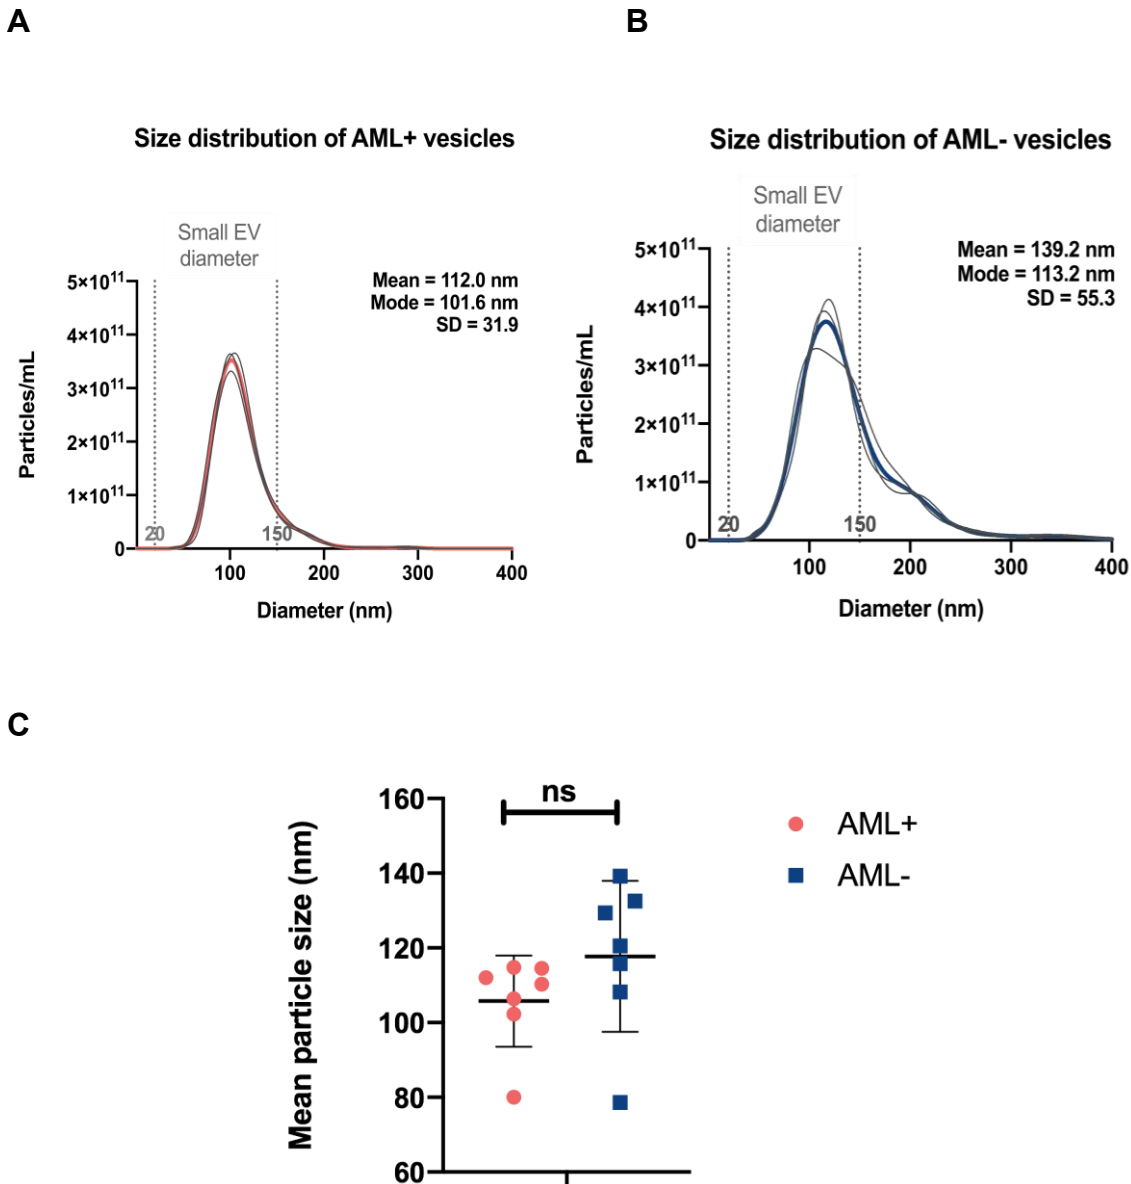 A
B
Size distribution of AML+ vesicles
Small EV
diameter
Mean = 112.0 nm
Mode = 101.6 nm
SD = 31.9
5×10¹¹
4×10¹¹
3×10¹¹
2×10¹¹
1×10¹¹
0
Particles/mL
20
150
100
200
300
400
Diameter (nm)
Size distribution of AML- vesicles
Small EV
diameter
Mean = 139.2 nm
Mode = 113.2 nm
SD = 55.3
5×10¹¹
4×10¹¹
3×10¹¹
2×10¹¹
1×10¹¹
0
Particles/mL
20
150
100
200
300
400
Diameter (nm)
C
ns
160
140
120
100
80
60
Mean particle size (nm)
AML+
AML-